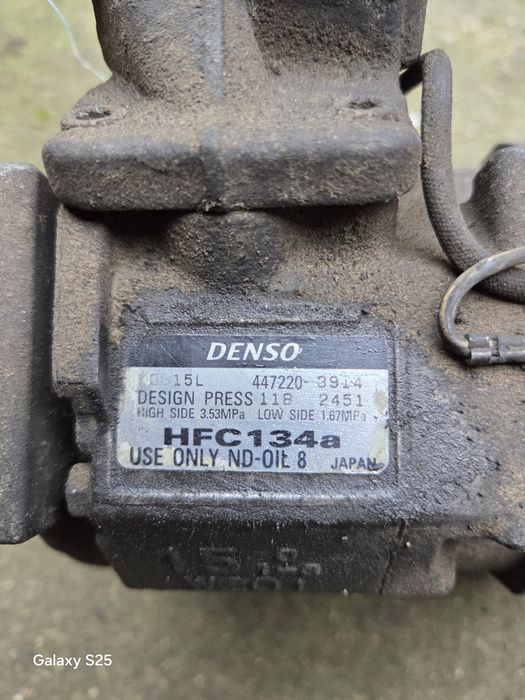 DENSO
10S15L 447220-3914
DESIGN PRESS 11B 2451
HIGH SIDE 3.53MPa LOW SIDE 1.67MPa
HFC134a
USE ONLY ND-OIL 8 JAPAN
Galaxy S25